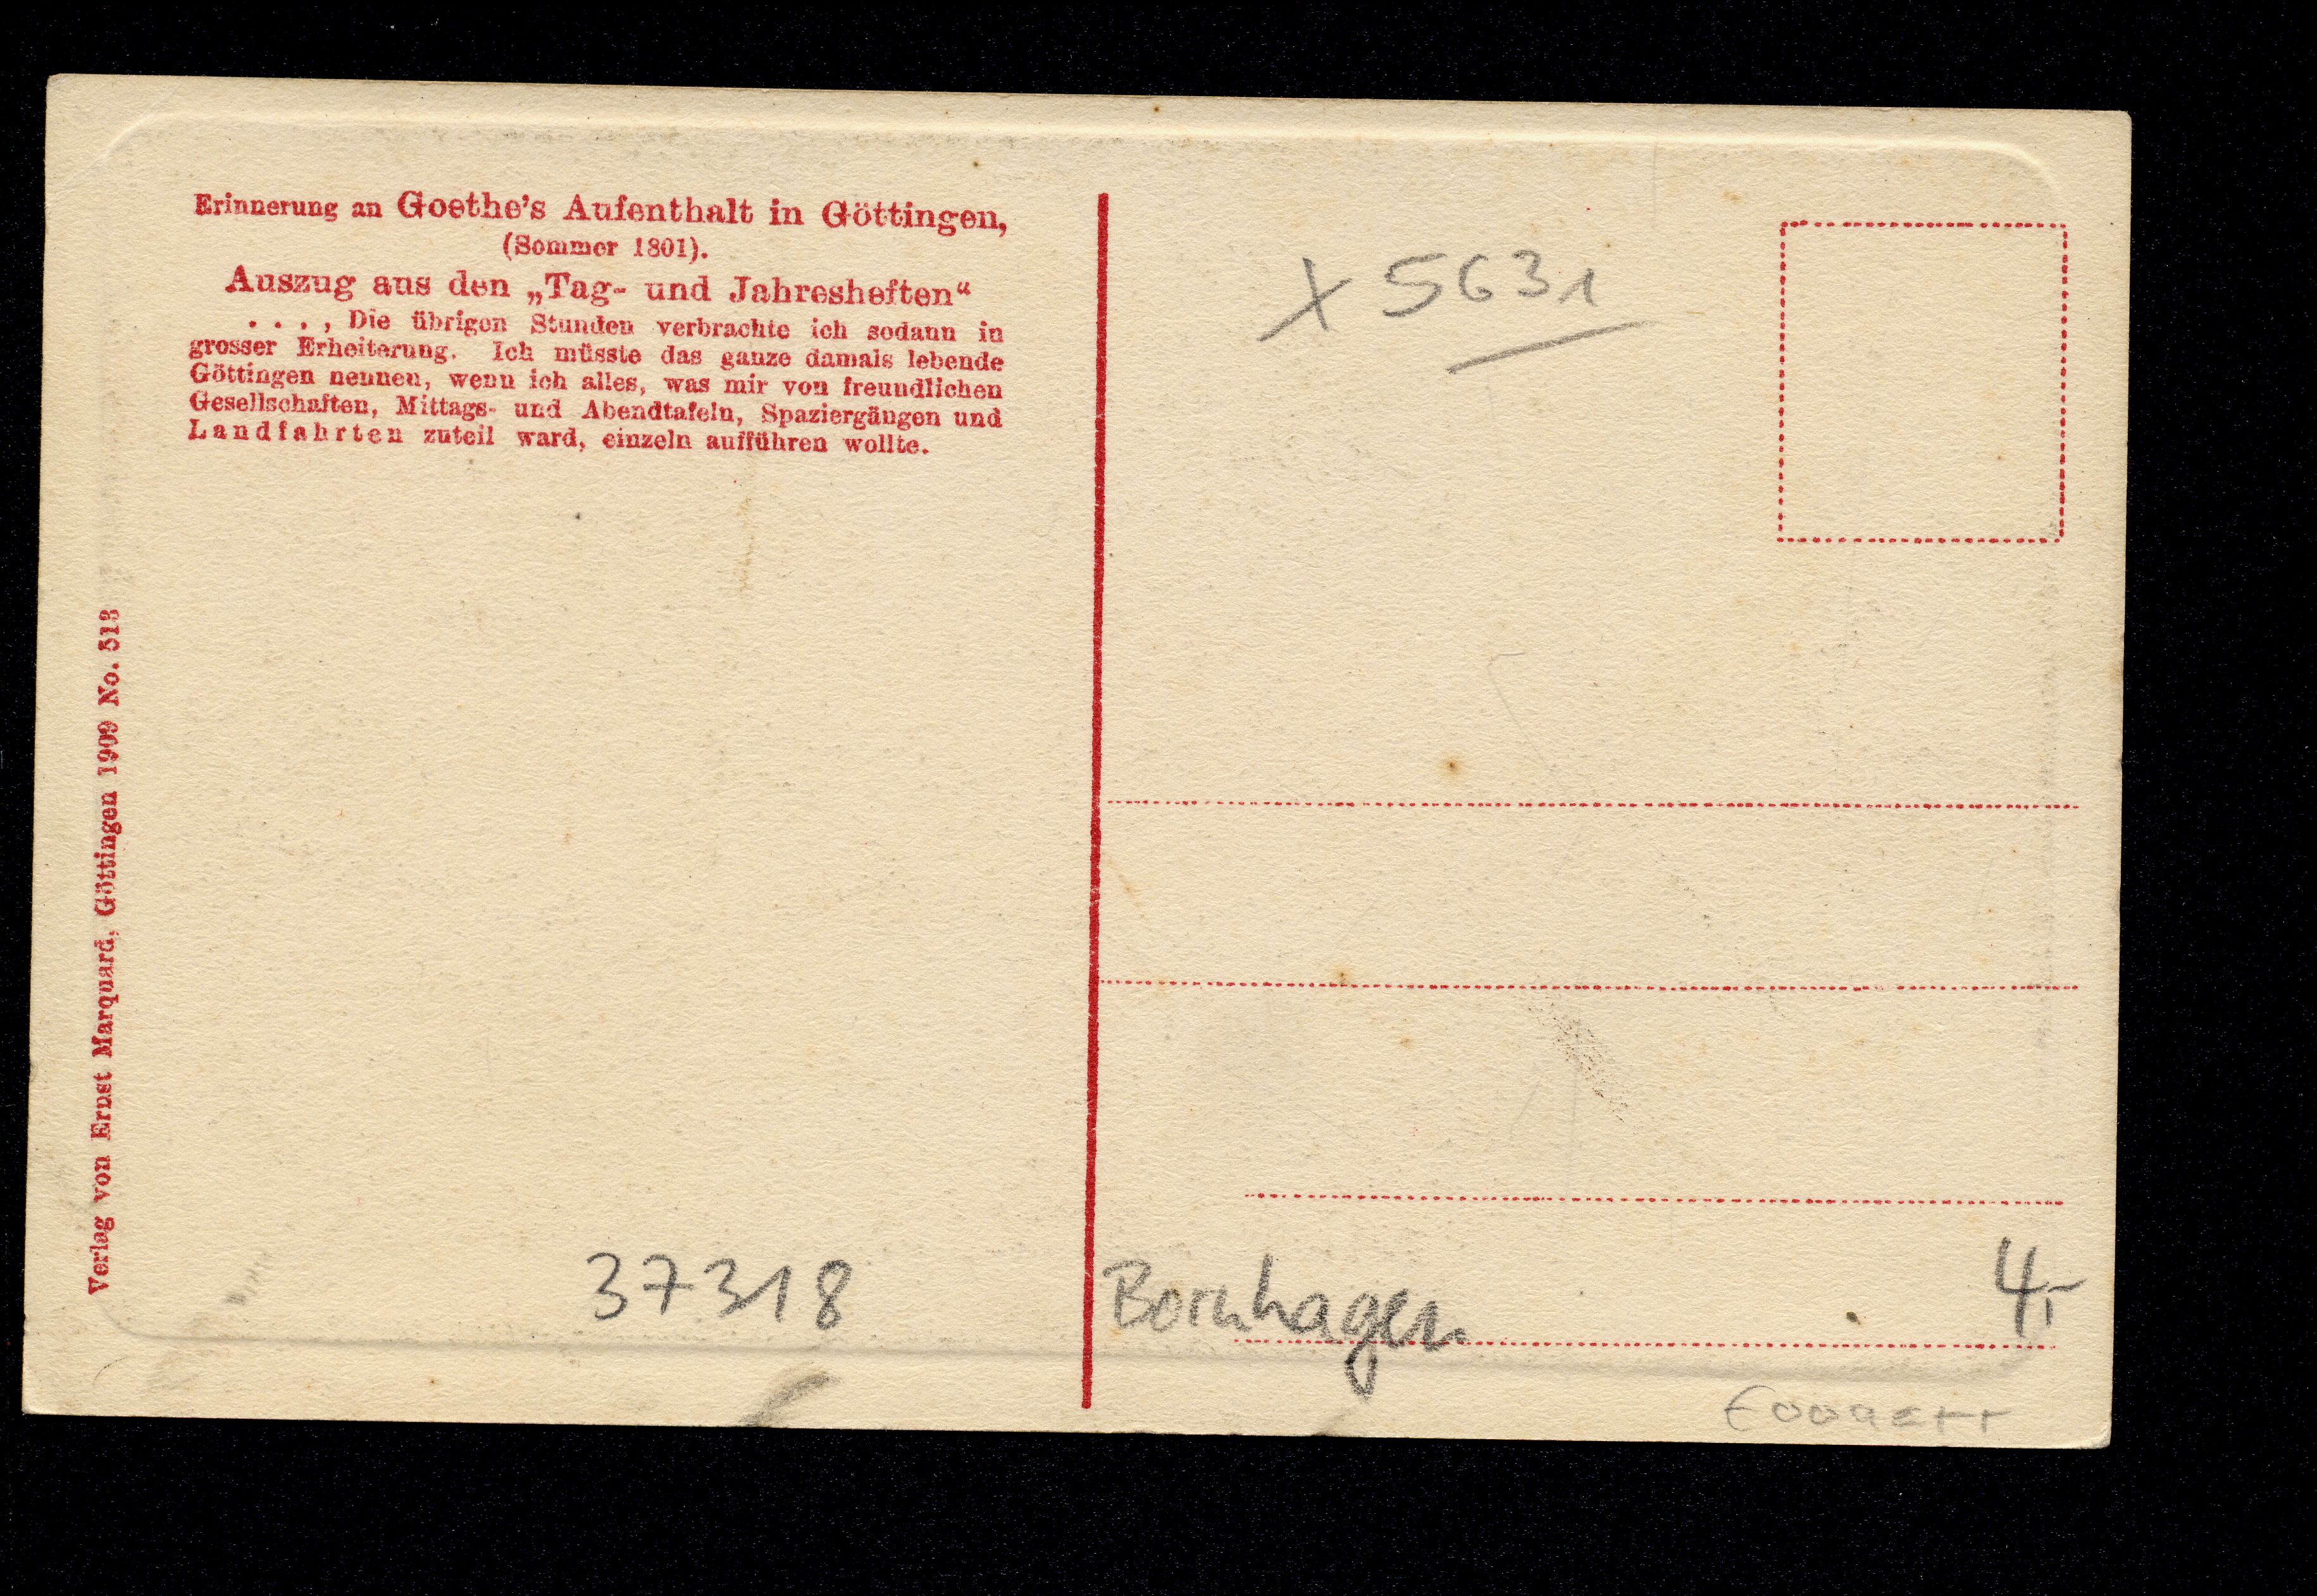 Erinnerung an Goethe's Aufenthalt in Göttingen,
(Sommer 1801).
Auszug aus den „Tag- und Jahresheften“
. . . , Die übrigen Stunden verbrachte ich sodann in
grosser Erheiterung. Ich müsste das ganze damals lebende
Göttingen nennen, wenn ich alles, was mir von freundlichen
Gesellschaften, Mittags- und Abendtafeln, Spaziergängen und
Landfahrten zuteil ward, einzeln aufführen wollte.
Verlag von Ernst Marquard, Göttingen 1909 No. 513
X 5631
37318
Bornhagen
4,-